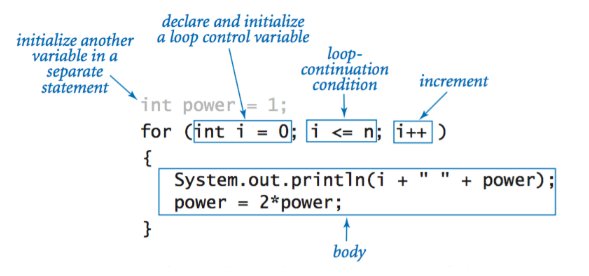 initialize another
variable in a
separate
statement
declare and initialize
a loop control variable
loop-
continuation
condition
increment
int power = 1;
for (int i = 0; i <= n; i++ )
{
System.out.println(i + " " + power);
power = 2*power;
}
body